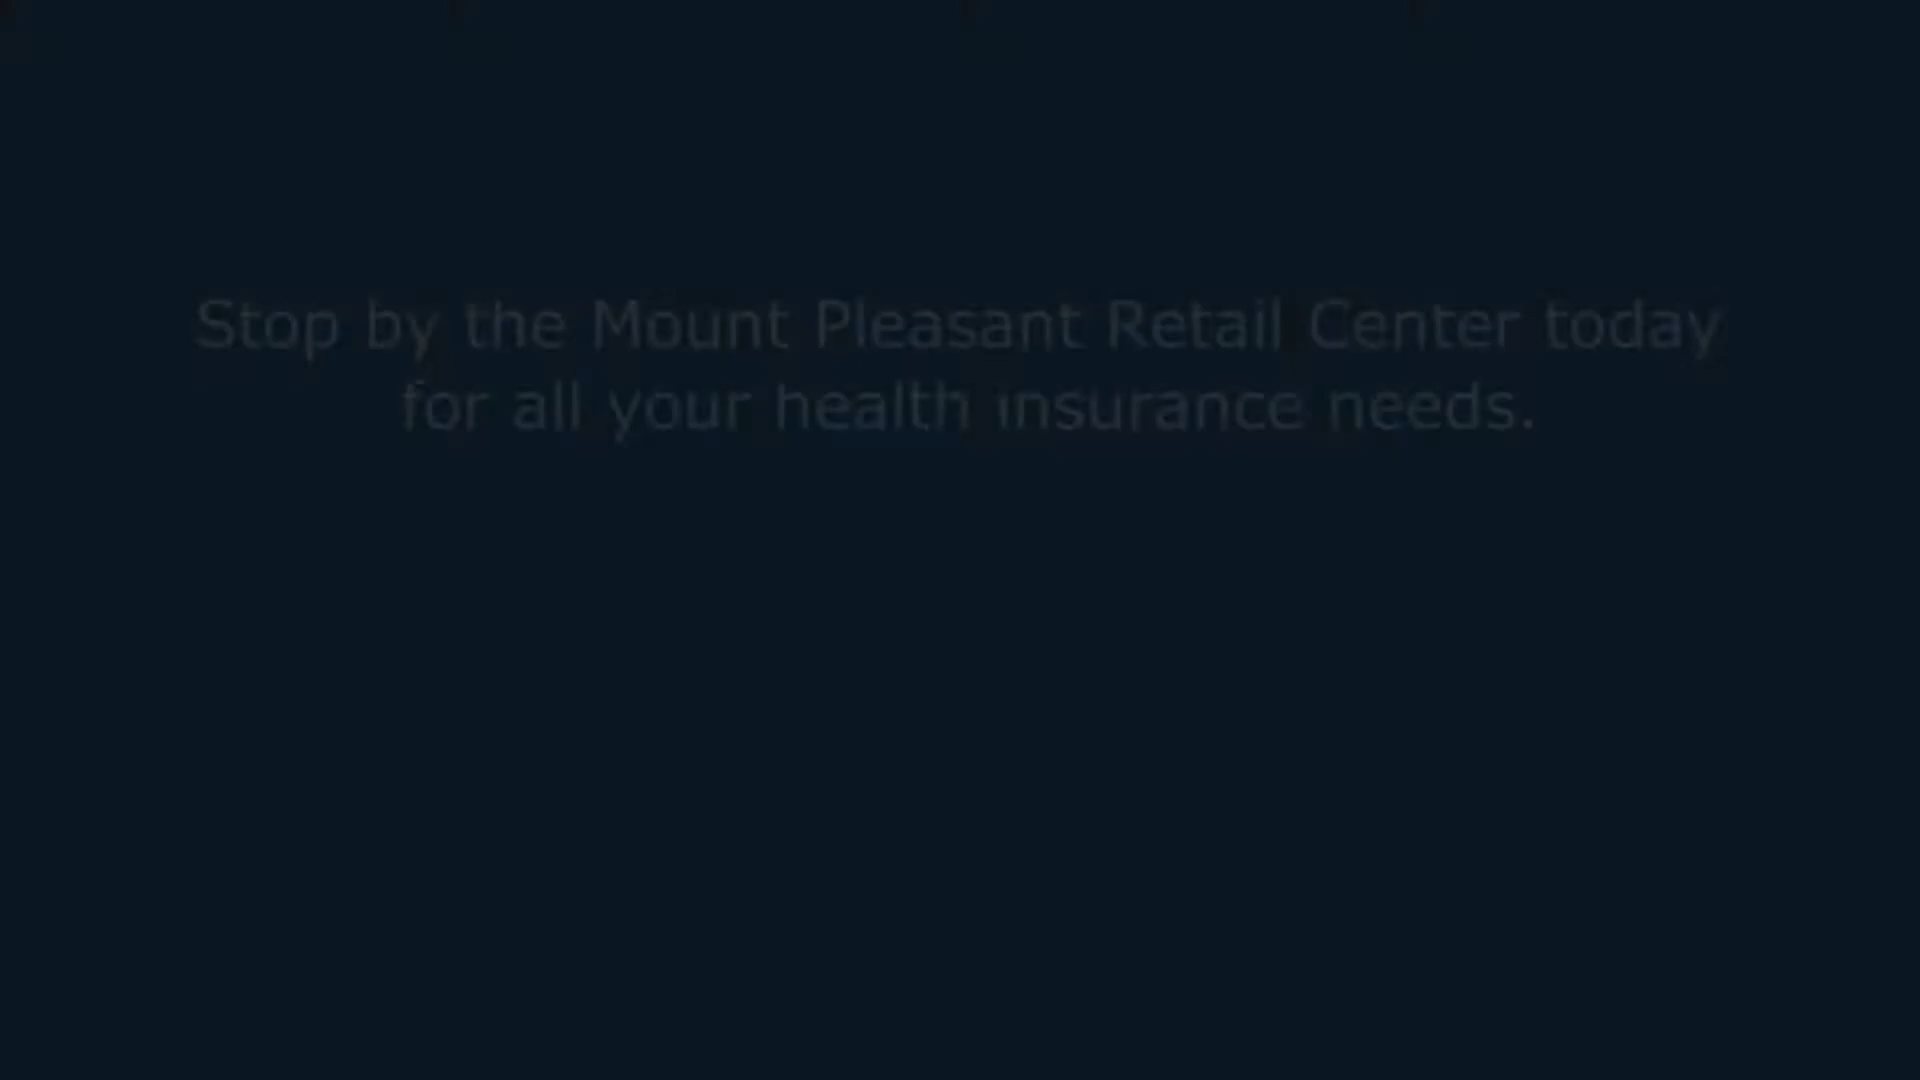 Stop by the Mount Pleasant Retail Center today
for all your health insurance needs.